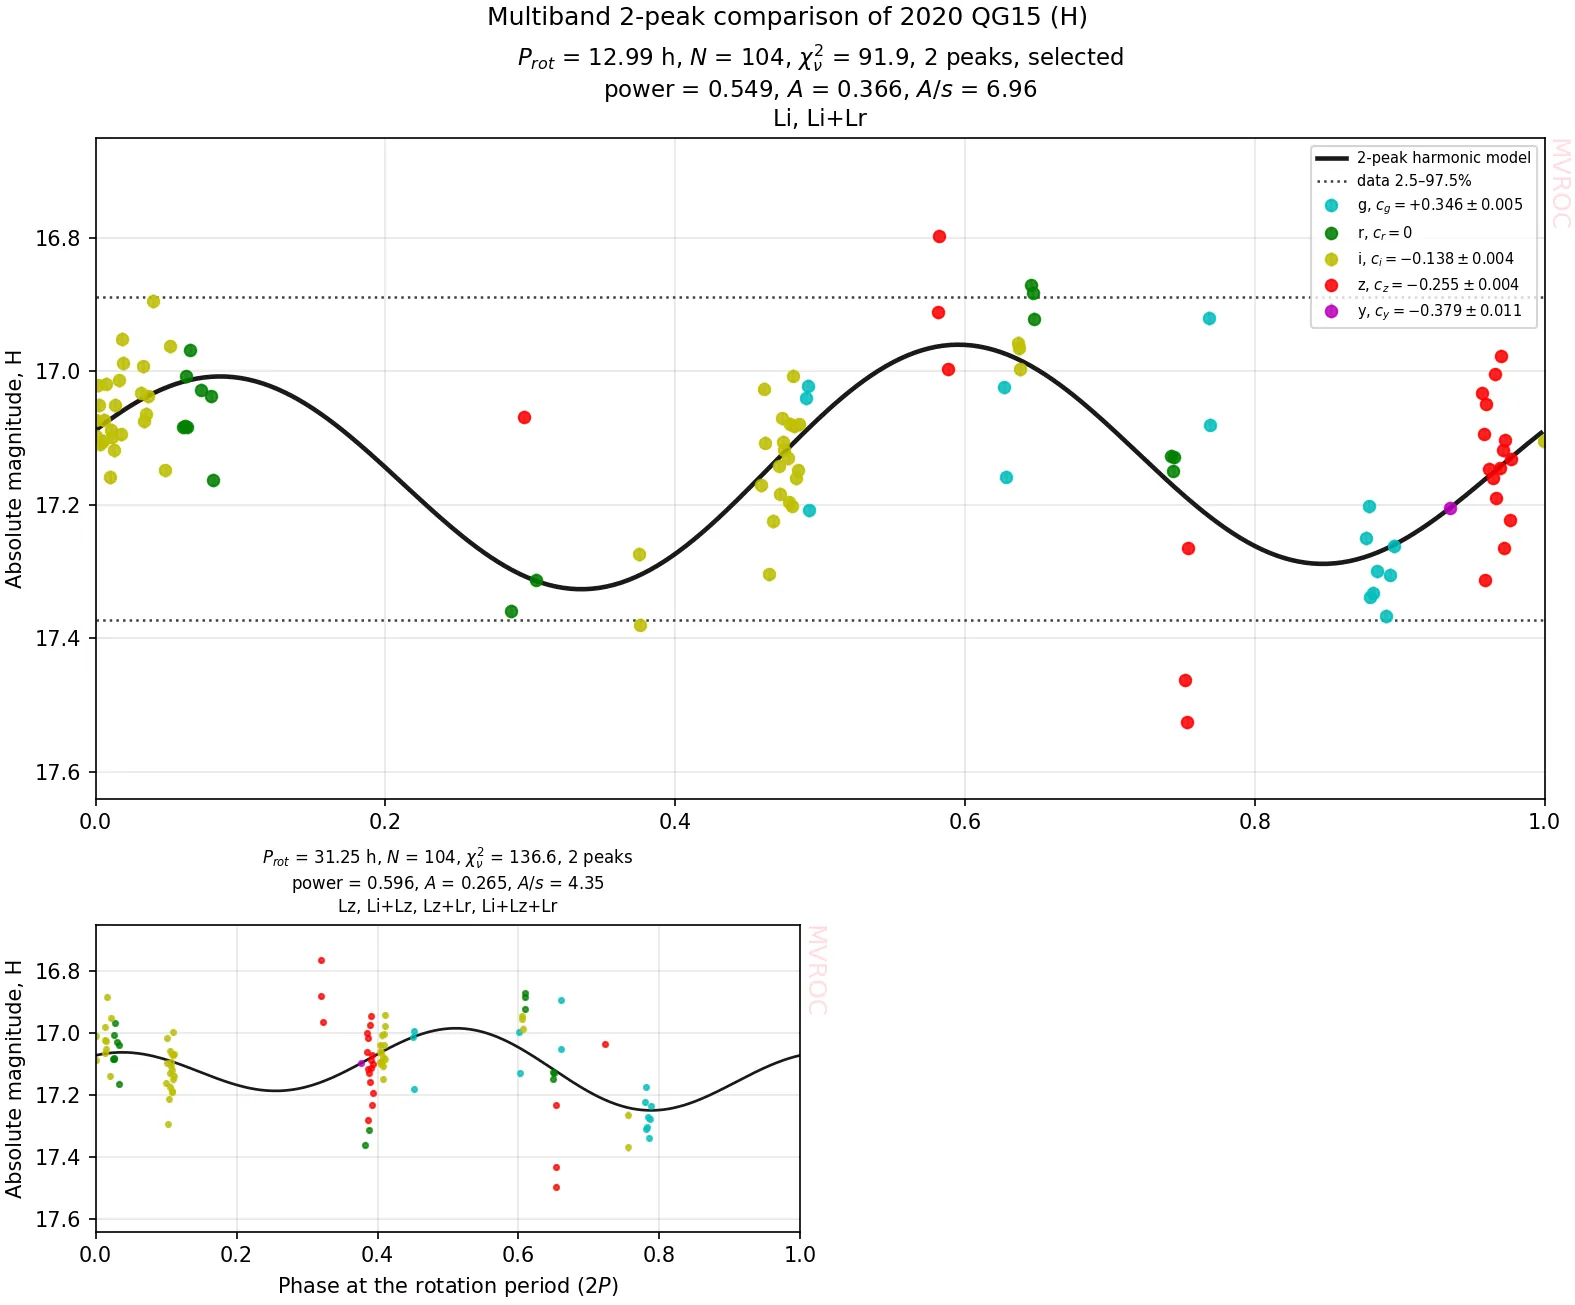 Multiband 2-peak comparison of 2020 QG15 (H)
P_rot = 12.99 h, N = 104, χ²_ν = 91.9, 2 peaks, selected
power = 0.549, A = 0.366, A/s = 6.96
Li, Li+Lr
2-peak harmonic model
data 2.5–97.5%
g, c_g = +0.346 ± 0.005
r, c_r = 0
i, c_i = −0.138 ± 0.004
z, c_z = −0.255 ± 0.004
y, c_y = −0.379 ± 0.011
MVROC
Absolute magnitude, H
16.8
17.0
17.2
17.4
17.6
0.0 0.2 0.4 0.6 0.8 1.0
P_rot = 31.25 h, N = 104, χ²_ν = 136.6, 2 peaks
power = 0.596, A = 0.265, A/s = 4.35
Lz, Li+Lz, Lz+Lr, Li+Lz+Lr
MVROC
Absolute magnitude, H
16.8
17.0
17.2
17.4
17.6
0.0 0.2 0.4 0.6 0.8 1.0
Phase at the rotation period (2P)